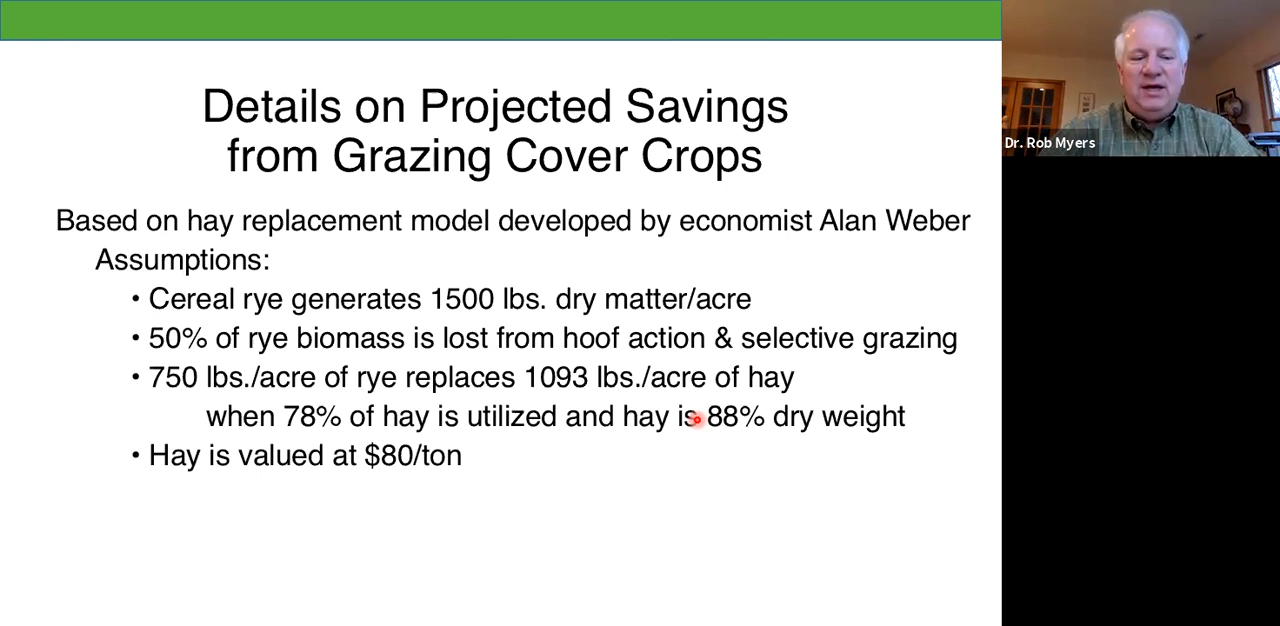 Details on Projected Savings
from Grazing Cover Crops
Based on hay replacement model developed by economist Alan Weber
Assumptions:
• Cereal rye generates 1500 lbs. dry matter/acre
• 50% of rye biomass is lost from hoof action & selective grazing
• 750 lbs./acre of rye replaces 1093 lbs./acre of hay
when 78% of hay is utilized and hay is 88% dry weight
• Hay is valued at $80/ton
Dr. Rob Myers